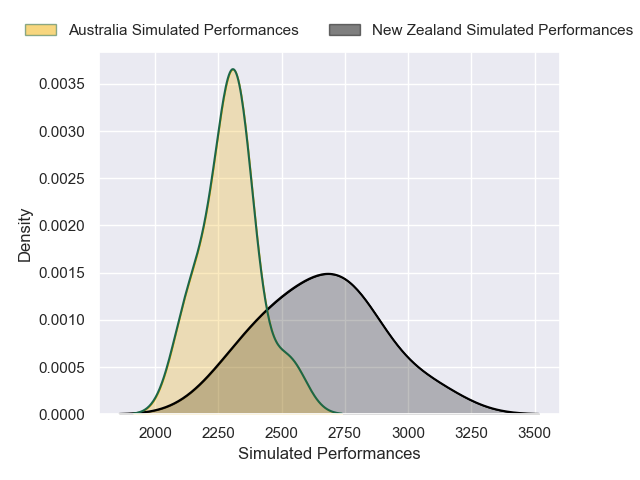 Australia Simulated Performances
New Zealand Simulated Performances
0.0035
0.0030
0.0025
0.0020
0.0015
0.0010
0.0005
0.0000
Density
2000 2250 2500 2750 3000 3250 3500
Simulated Performances